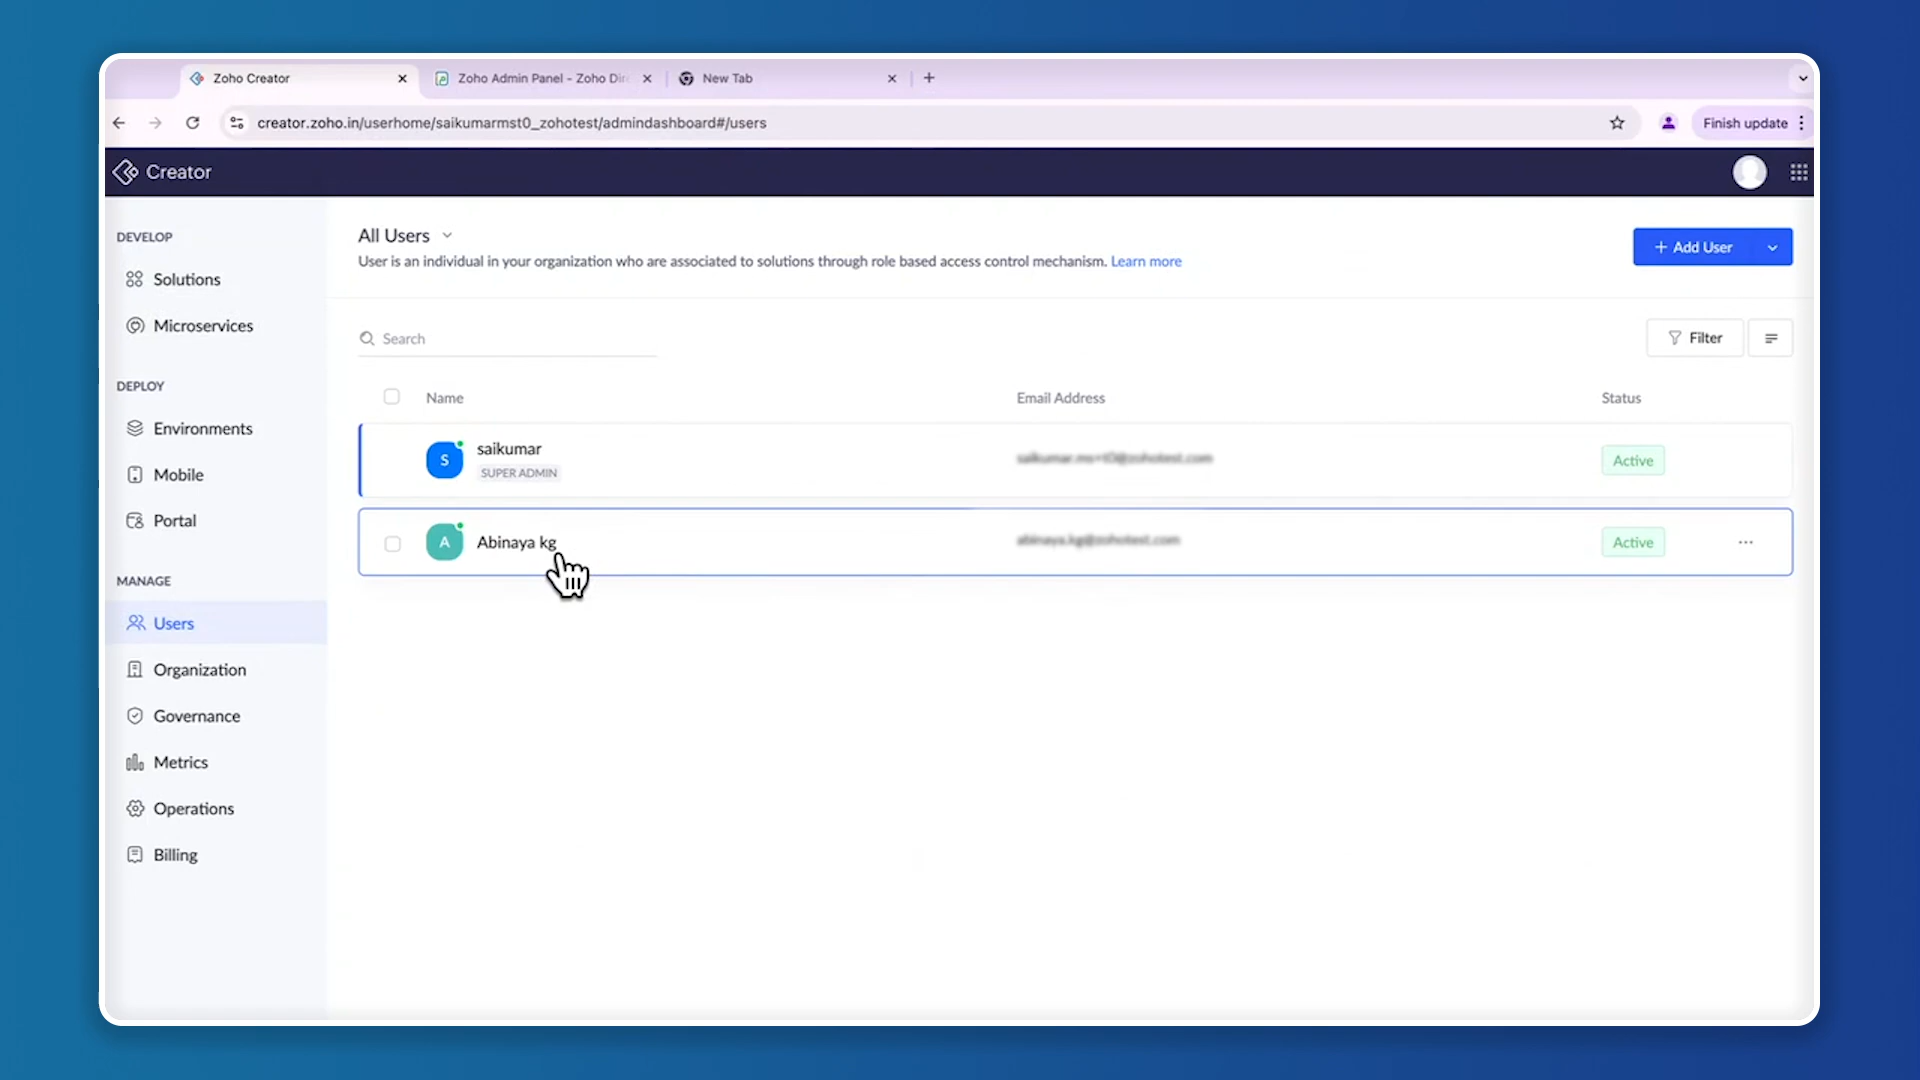 Zoho Creator
Zoho Admin Panel - Zoho Dir
New Tab
creator.zoho.in/userhome/saikumarmst0_zohotest/admindashboard#/users
Finish update
Creator
DEVELOP
Solutions
Microservices
DEPLOY
Environments
Mobile
Portal
MANAGE
Users
Organization
Governance
Metrics
Operations
Billing
All Users
User is an individual in your organization who are associated to solutions through role based access control mechanism. Learn more
+ Add User
Search
Filter
Name Email Address Status
S saikumar Active
SUPER ADMIN
A Abinaya kg Active